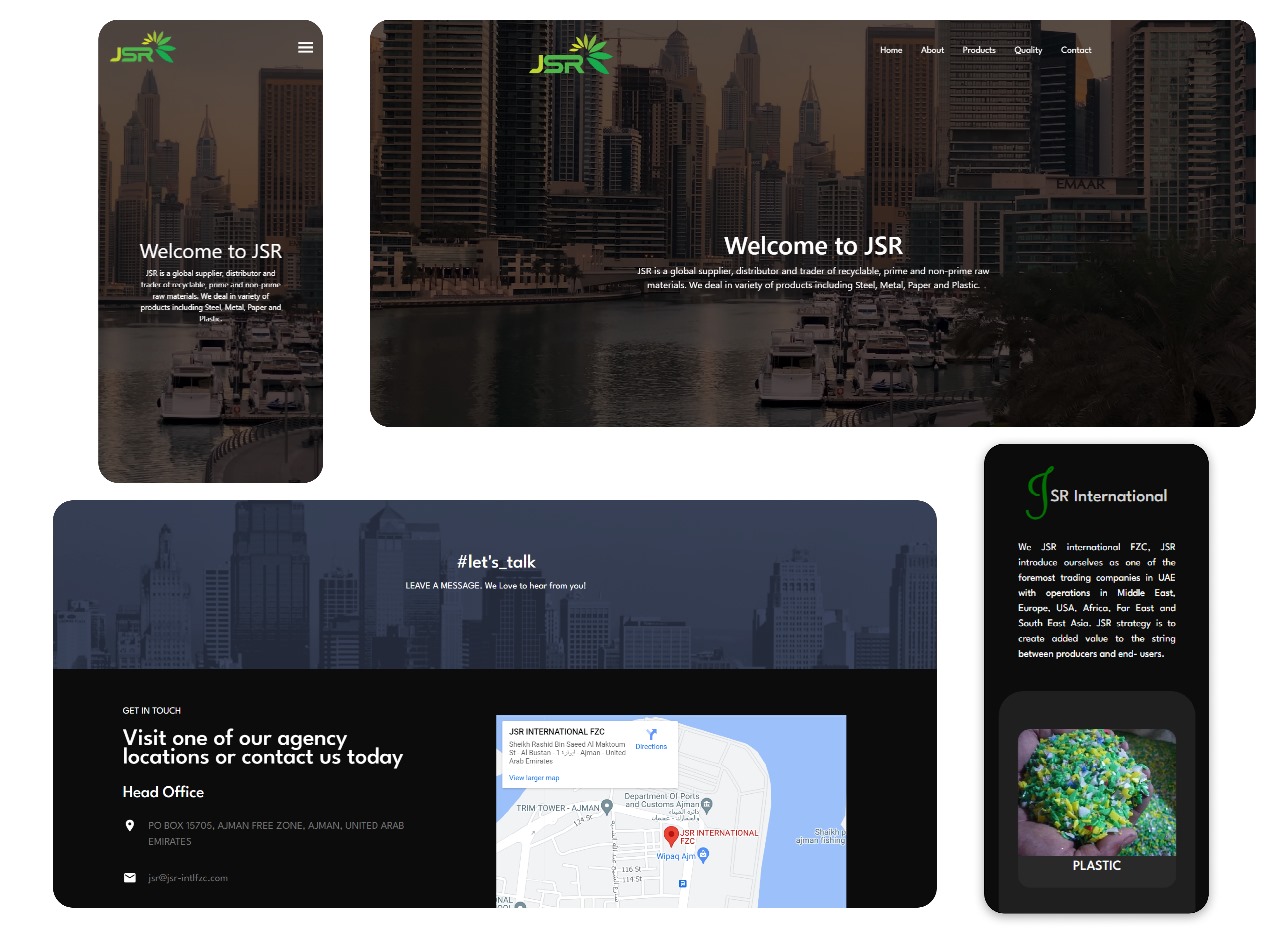 JSR
Welcome to JSR
JSR is a global supplier, distributor and
trader of recyclable, prime and non-prime
raw materials. We deal in variety of
products including Steel, Metal, Paper and
Plastic.
JSR
Home About Products Quality Contact
EMAAR
Welcome to JSR
JSR is a global supplier, distributor and trader of recyclable, prime and non-prime raw
materials. We deal in variety of products including Steel, Metal, Paper and Plastic.
#let's_talk
LEAVE A MESSAGE. We Love to hear from you!
GET IN TOUCH
Visit one of our agency
locations or contact us today
Head Office
PO BOX 15705, AJMAN FREE ZONE, AJMAN, UNITED ARAB
EMIRATES
jsr@jsr-intlfzc.com
JSR INTERNATIONAL FZC
Sheikh Rashid Bin Saeed Al Maktoum
St - Al Bustan - 1 - Ajman - United
Arab Emirates
Directions
View larger map
TRIM TOWER - AJMAN
124 St
Department Of Ports
and Customs Ajman
JSR INTERNATIONAL
FZC
Wipaq Ajm
116 St
114 St
Shaikh
ajman fishing
JSR International
We JSR international FZC, JSR
introduce ourselves as one of the
foremost trading companies in UAE
with operations in Middle East,
Europe, USA, Africa, Far East and
South East Asia. JSR strategy is to
create added value to the string
between producers and end- users.
PLASTIC